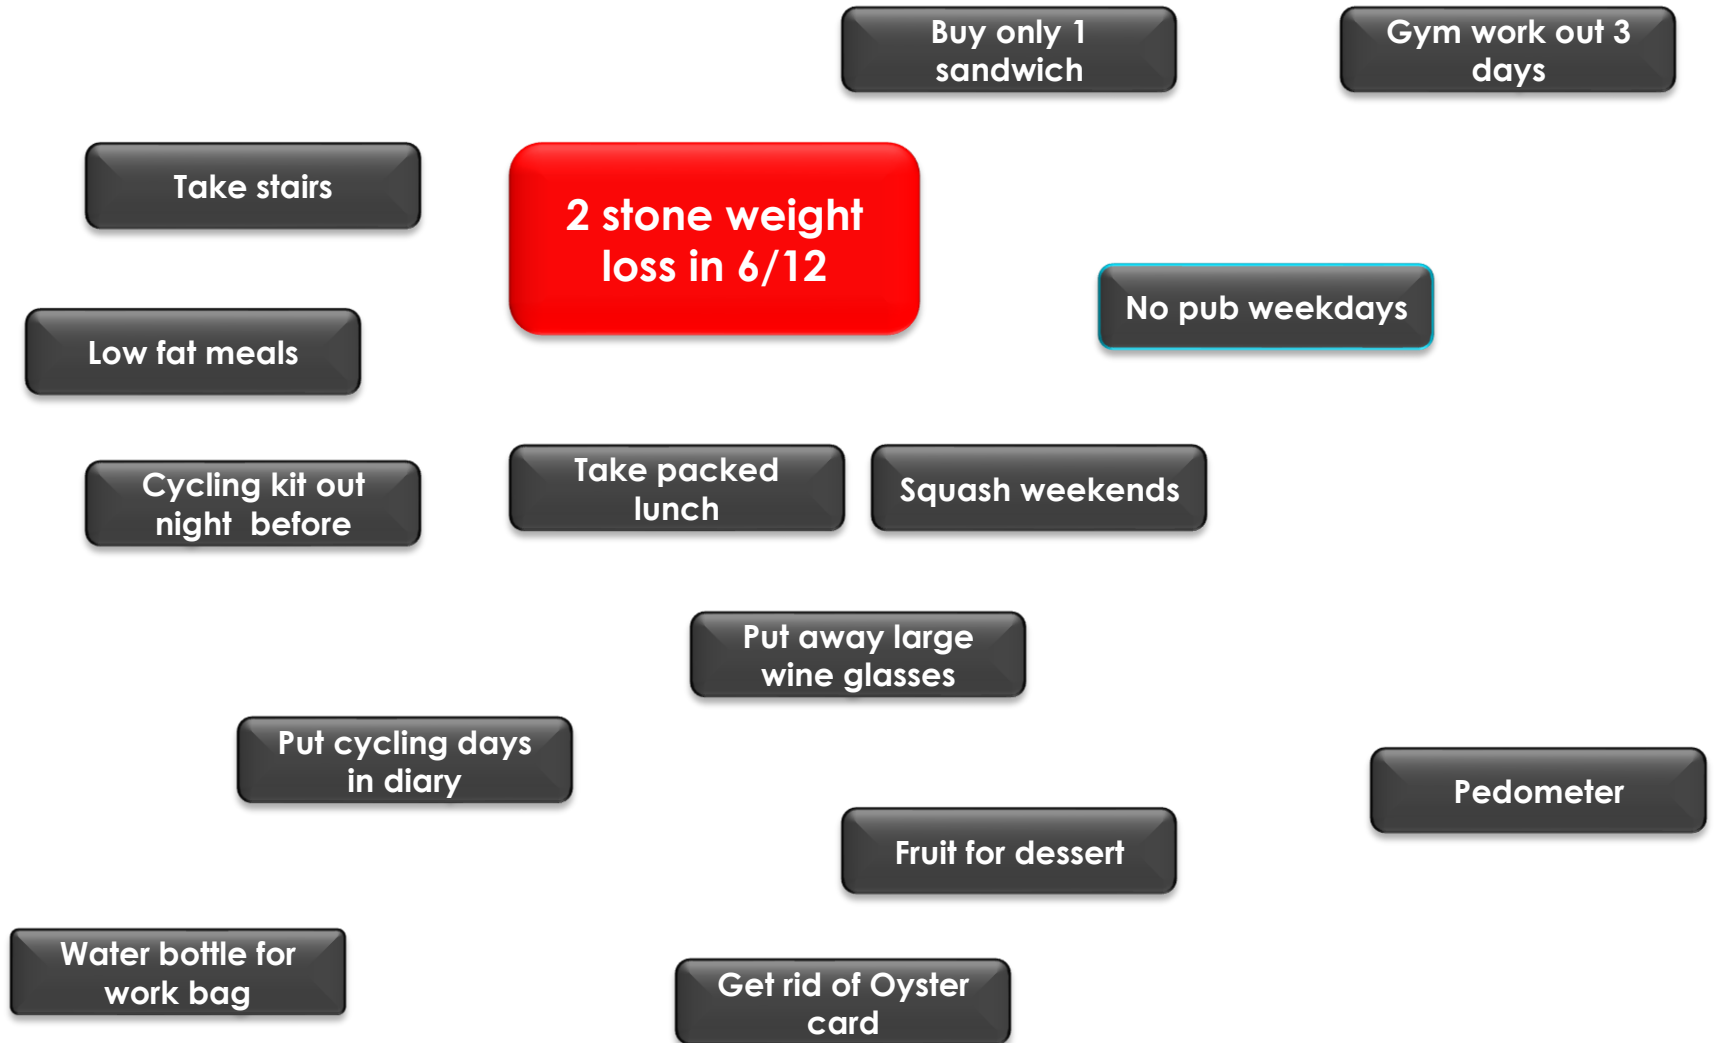 Buy only 1
sandwich
Gym work out 3
days
Take stairs
2 stone weight
loss in 6/12
No pub weekdays
Low fat meals
Cycling kit out
night  before
Take packed
lunch
Squash weekends
Put away large
wine glasses
Put cycling days
in diary
Pedometer
Fruit for dessert
Water bottle for
work bag
Get rid of Oyster
card